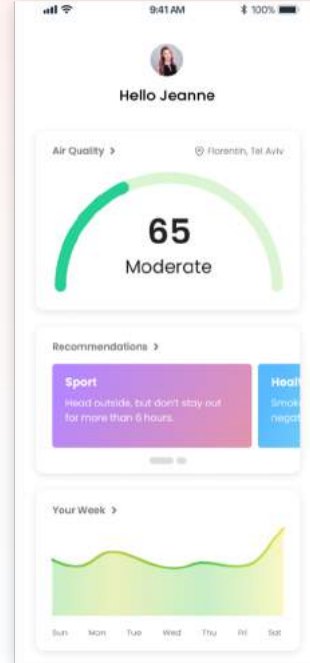 9:41 AM
100%
Hello Jeanne
Air Quality >
Florentin, Tel Aviv
65
Moderate
Recommendations >
Sport
Head outside, but don't stay out
for more than 6 hours.
Your Week >
Sun Mon Tue Wed Thu Fri Sat